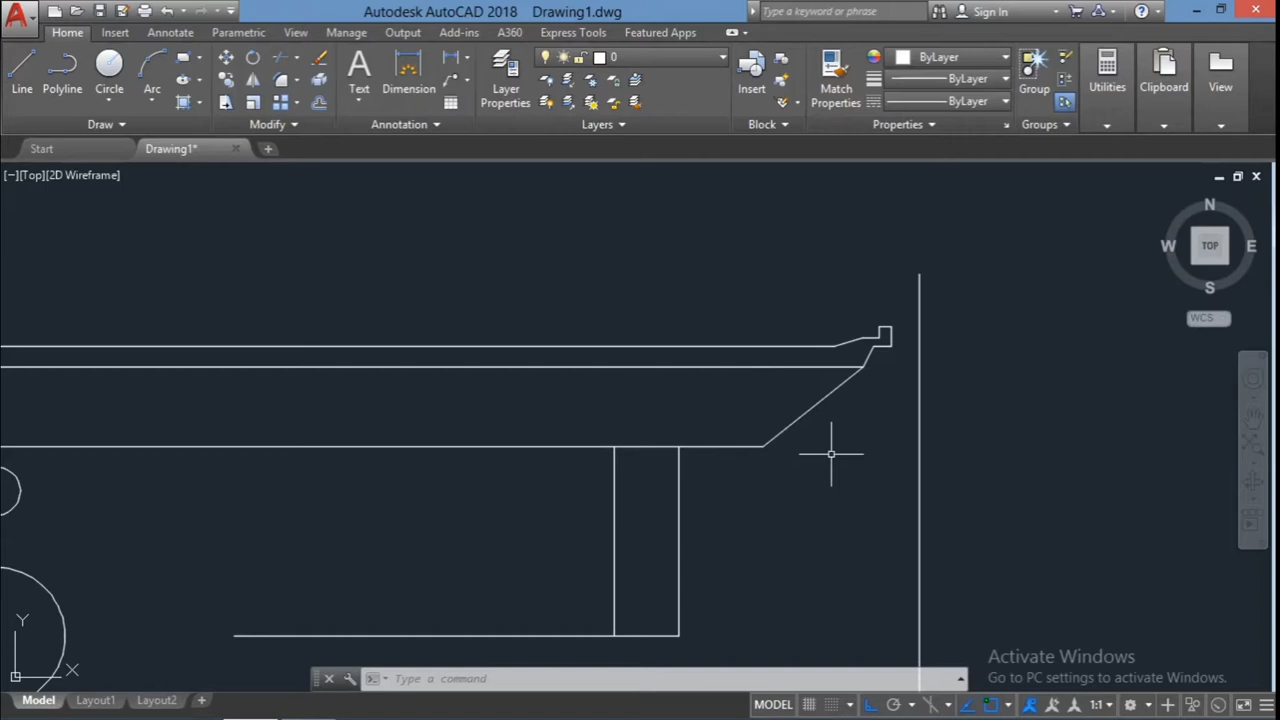 Autodesk AutoCAD 2018 Drawing1.dwg
Type a keyword or phrase
Sign In
Home Insert Annotate Parametric View Manage Output Add-ins A360 Express Tools Featured Apps
Line Polyline Circle Arc
Text Dimension
Layer Properties
0
Insert
Match Properties
ByLayer
ByLayer
ByLayer
Group
Utilities
Clipboard
View
Draw Modify Annotation Layers Block Properties Groups
Start Drawing1*
[−][Top][2D Wireframe]
N
W TOP E
S
WCS
Y
X
Type a command
Activate Windows
Go to PC settings to activate Windows.
Model Layout1 Layout2
MODEL 1:1